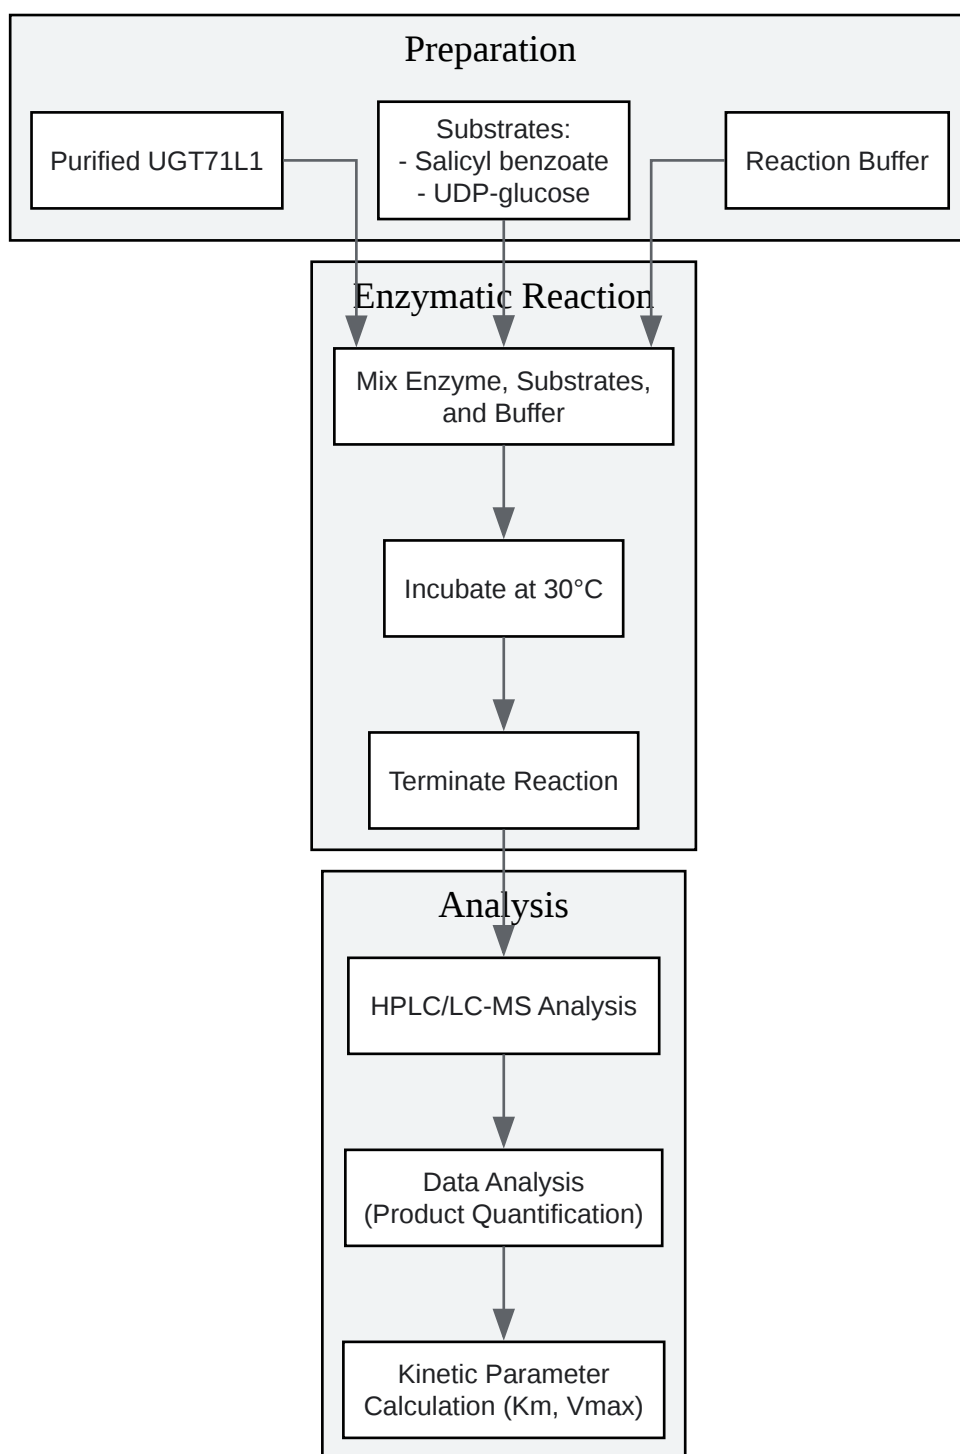 Preparation
Purified UGT71L1
Substrates:
- Salicyl benzoate
- UDP-glucose
Reaction Buffer
Enzymatic Reaction
Mix Enzyme, Substrates,
and Buffer
Incubate at 30°C
Terminate Reaction
Analysis
HPLC/LC-MS Analysis
Data Analysis
(Product Quantification)
Kinetic Parameter
Calculation (Km, Vmax)